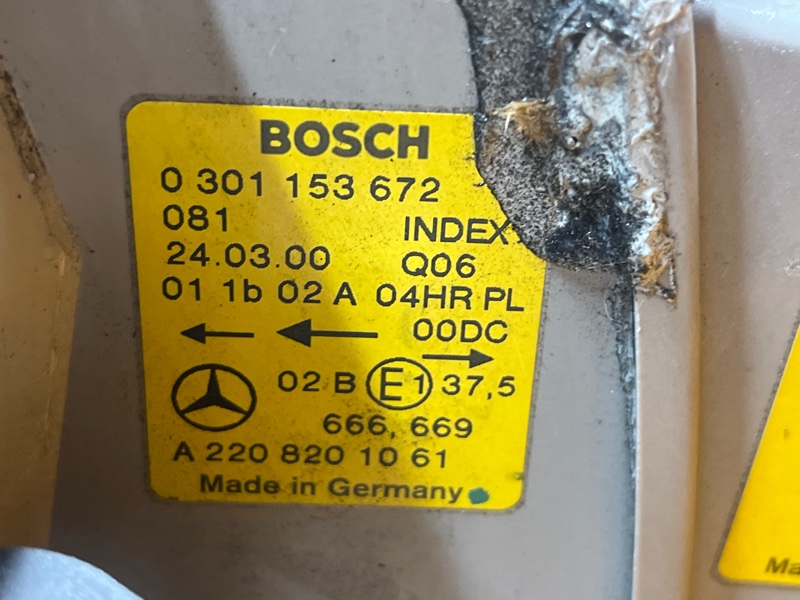 BOSCH
0 301 153 672
081 INDEX
24.03.00 Q06
01 1b 02 A 04HR PL
00DC
02 B E1 37,5
666, 669
A 220 820 10 61
Made in Germany
Ma